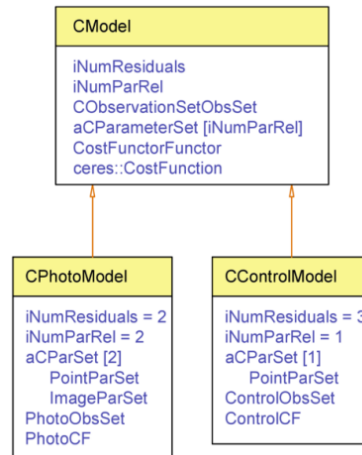 CModel
iNumResiduals
iNumParRel
CObservationSetObsSet
aCParameterSet [iNumParRel]
CostFunctorFunctor
ceres::CostFunction
CPhotoModel
iNumResiduals = 2
iNumParRel = 2
aCParSet [2]
PointParSet
ImageParSet
PhotoObsSet
PhotoCF
CControlModel
iNumResiduals = 3
iNumParRel = 1
aCParSet [1]
PointParSet
ControlObsSet
ControlCF